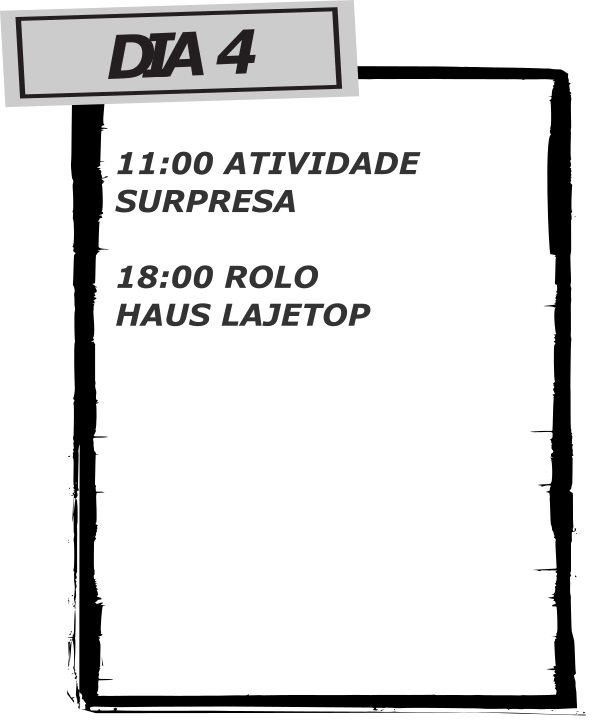 DIA 4
11:00 ATIVIDADE
SURPRESA
18:00 ROLO
HAUS LAJETOP